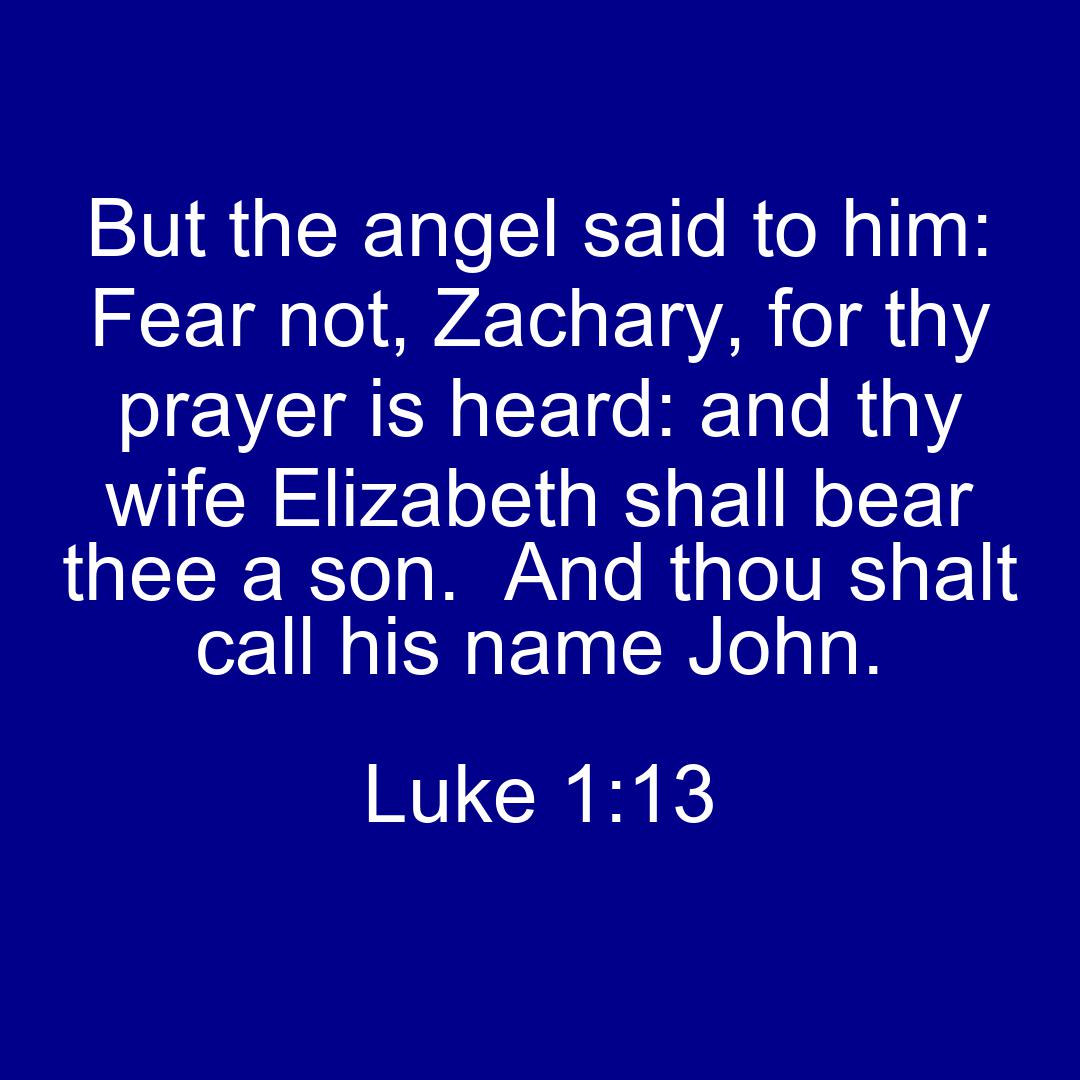 But the angel said to him:
Fear not, Zachary, for thy
prayer is heard: and thy
wife Elizabeth shall bear
thee a son.  And thou shalt
call his name John.
Luke 1:13